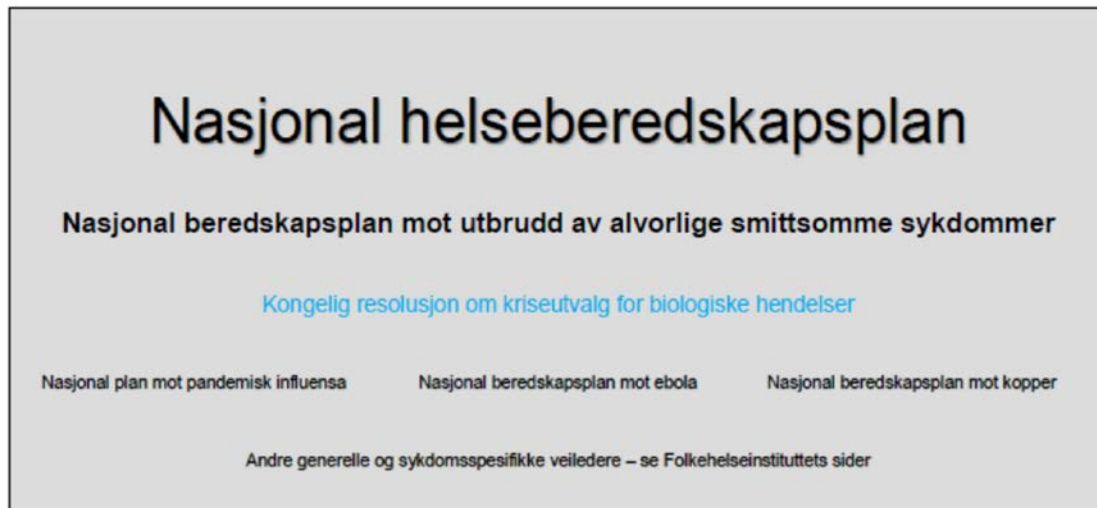 Nasjonal helseberedskapsplan
Nasjonal beredskapsplan mot utbrudd av alvorlige smittsomme sykdommer
Kongelig resolusjon om kriseutvalg for biologiske hendelser
Nasjonal plan mot pandemisk influensa Nasjonal beredskapsplan mot ebola Nasjonal beredskapsplan mot kopper
Andre generelle og sykdomsspesifikke veiledere – se Folkehelseinstituttets sider